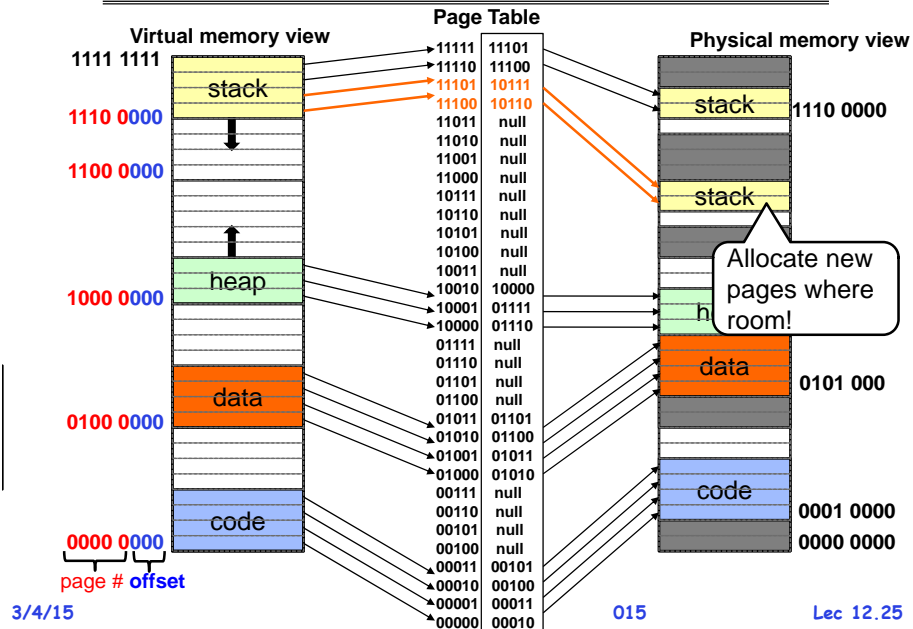 Page Table
Virtual memory view
Physical memory view
1111 1111
stack
1110 0000
1100 0000
heap
1000 0000
data
0100 0000
code
0000 0000
page # offset
11111 11101
11110 11100
11101 10111
11100 10110
11011 null
11010 null
11001 null
11000 null
10111 null
10110 null
10101 null
10100 null
10011 null
10010 10000
10001 01111
10000 01110
01111 null
01110 null
01101 null
01100 null
01011 01101
01010 01100
01001 01011
01000 01010
00111 null
00110 null
00101 null
00100 null
00011 00101
00010 00100
00001 00011
00000 00010
stack
1110 0000
stack
Allocate new
pages where
room!
data
0101 000
code
0001 0000
0000 0000
3/4/15
015
Lec 12.25